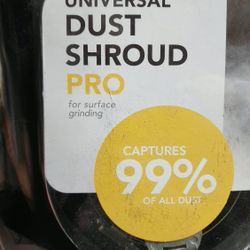 UNIVERSAL
DUST
SHROUD
PRO
for surface
grinding
CAPTURES
99%
OF ALL DUST